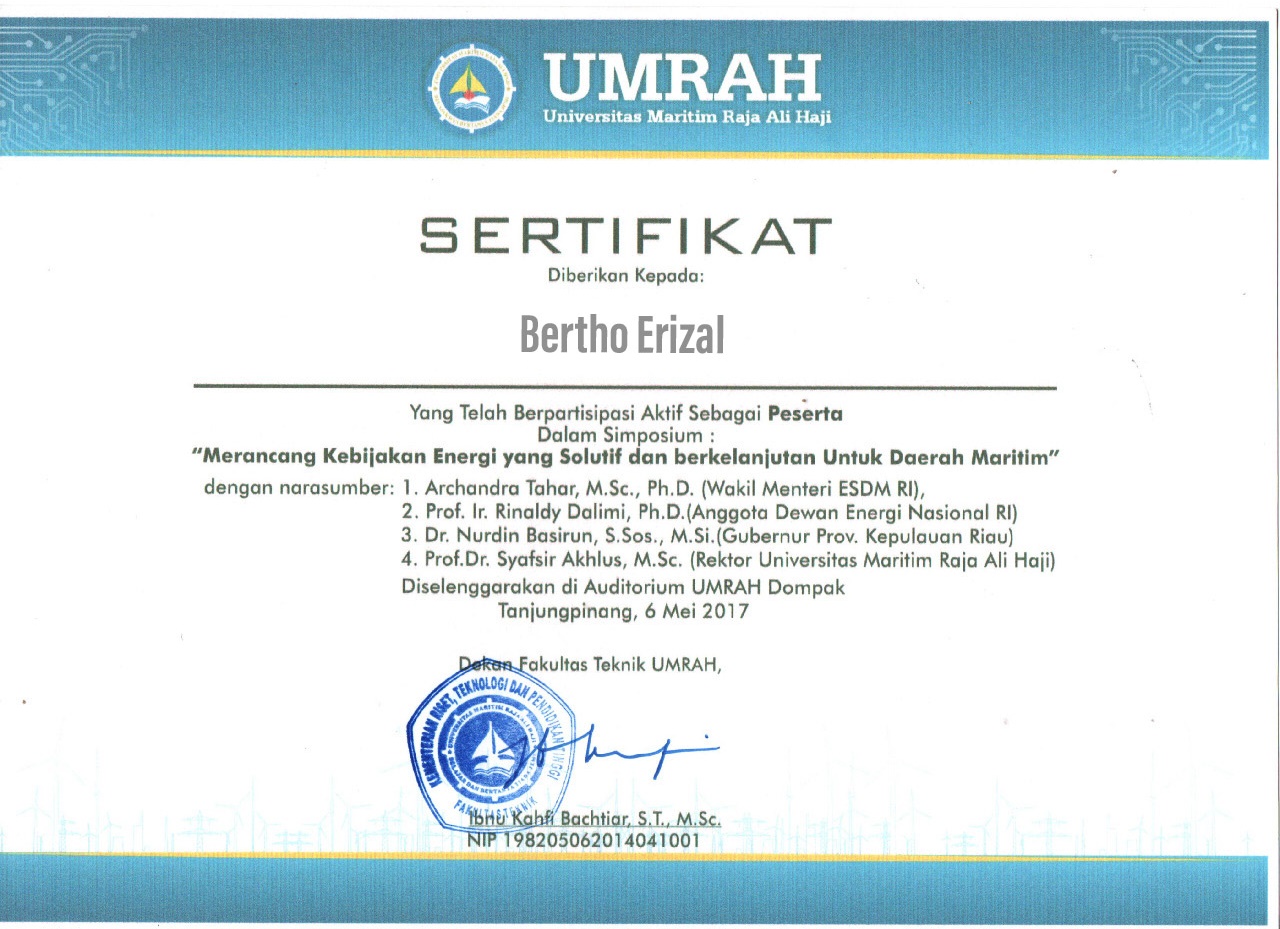 UMRAH
Universitas Maritim Raja Ali Haji
SERTIFIKAT
Diberikan Kepada:
Bertho Erizal
Yang Telah Berpartisipasi Aktif Sebagai Peserta
Dalam Simposium :
"Merancang Kebijakan Energi yang Solutif dan berkelanjutan Untuk Daerah Maritim"
dengan narasumber: 1. Archandra Tahar, M.Sc., Ph.D. (Wakil Menteri ESDM RI),
2. Prof. Ir. Rinaldy Dalimi, Ph.D.(Anggota Dewan Energi Nasional RI)
3. Dr. Nurdin Basirun, S.Sos., M.Si.(Gubernur Prov. Kepulauan Riau)
4. Prof.Dr. Syafsir Akhlus, M.Sc. (Rektor Universitas Maritim Raja Ali Haji)
Diselenggarakan di Auditorium UMRAH Dompak
Tanjungpinang, 6 Mei 2017
Dekan Fakultas Teknik UMRAH,
KEMENTERIAN RISET, TEKNOLOGI DAN PENDIDIKAN TINGGI
UNIVERSITAS MARITIM RAJA ALI HAJI
FAKULTAS TEKNIK
Ibnu Kahfi Bachtiar, S.T., M.Sc.
NIP 198205062014041001